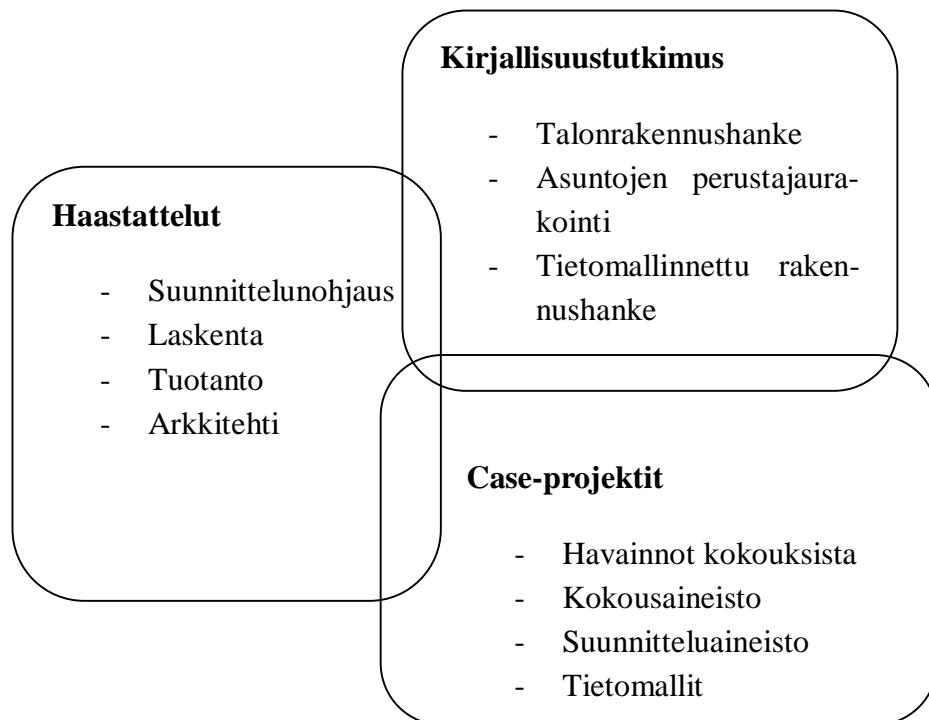 Kirjallisuustutkimus
- Talonrakennushanke
- Asuntojen perustajaura-
kointi
- Tietomallinnettu raken-
nushanke
Haastattelut
- Suunnittelunohjaus
- Laskenta
- Tuotanto
- Arkkitehti
Case-projektit
- Havainnot kokouksista
- Kokousaineisto
- Suunnitteluaineisto
- Tietomallit